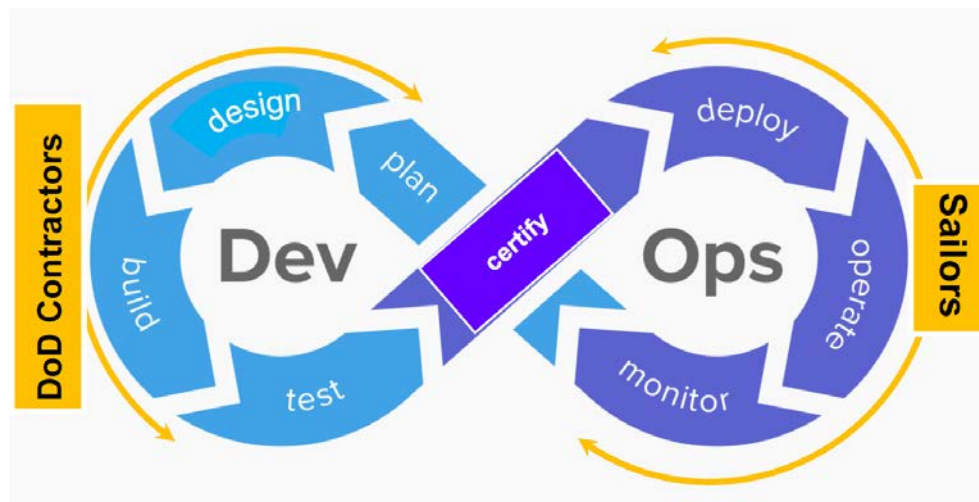 DoD Contractors
design
plan
build
Dev
test
certify
deploy
Ops
operate
monitor
Sailors